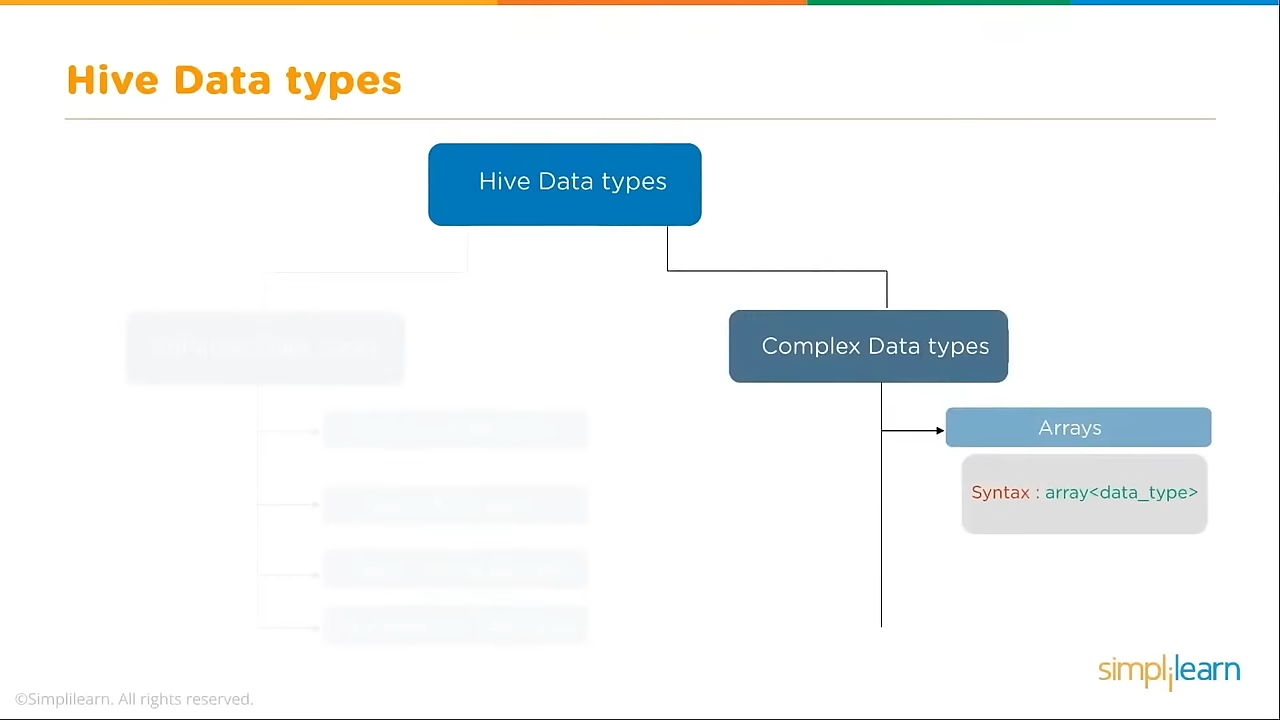 Hive Data types
Hive Data types
Complex Data types
Arrays
Syntax : array<data_type>
simplilearn
©Simplilearn. All rights reserved.